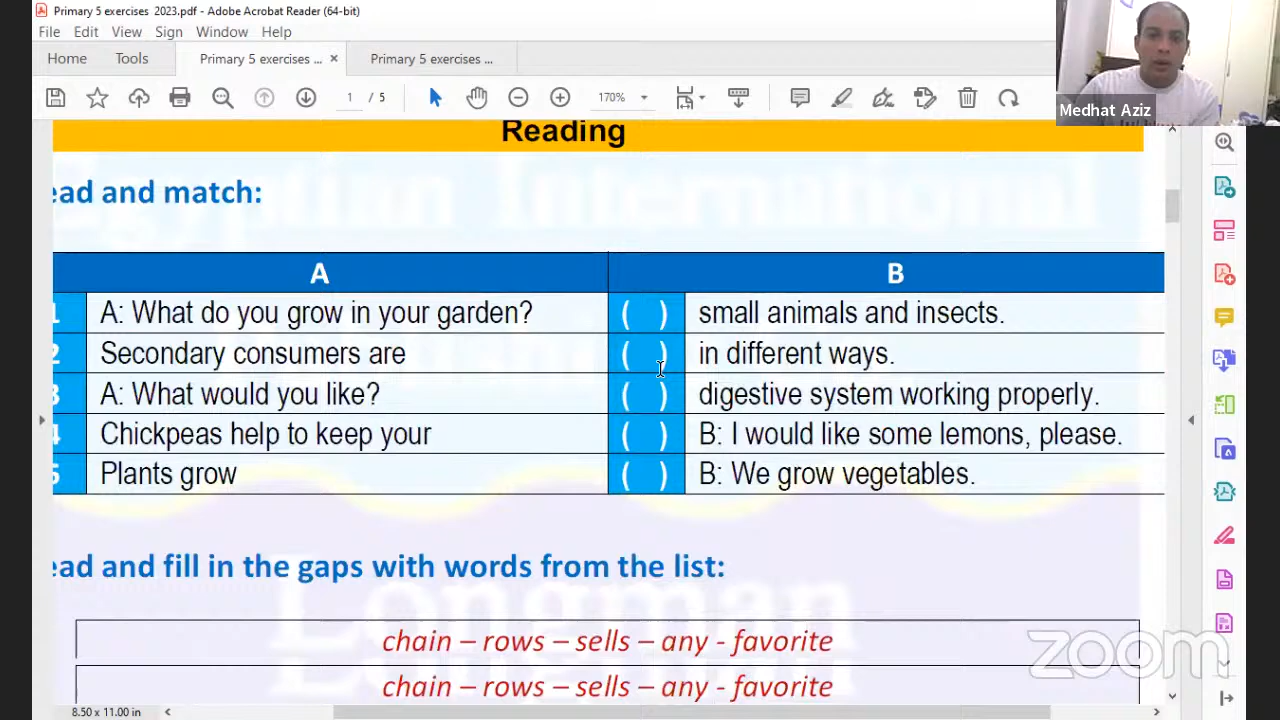 Primary 5 exercises 2023.pdf - Adobe Acrobat Reader (64-bit)
File Edit View Sign Window Help
Home Tools Primary 5 exercises ... × Primary 5 exercises ...
1 / 5 170%
Medhat Aziz
Reading
ead and match:
A B
1 A: What do you grow in your garden? ( ) small animals and insects.
2 Secondary consumers are ( ) in different ways.
3 A: What would you like? ( ) digestive system working properly.
4 Chickpeas help to keep your ( ) B: I would like some lemons, please.
5 Plants grow ( ) B: We grow vegetables.
ead and fill in the gaps with words from the list:
chain – rows – sells – any - favorite
chain – rows – sells – any - favorite
Egyptian International
Longman
zoom
8.50 x 11.00 in